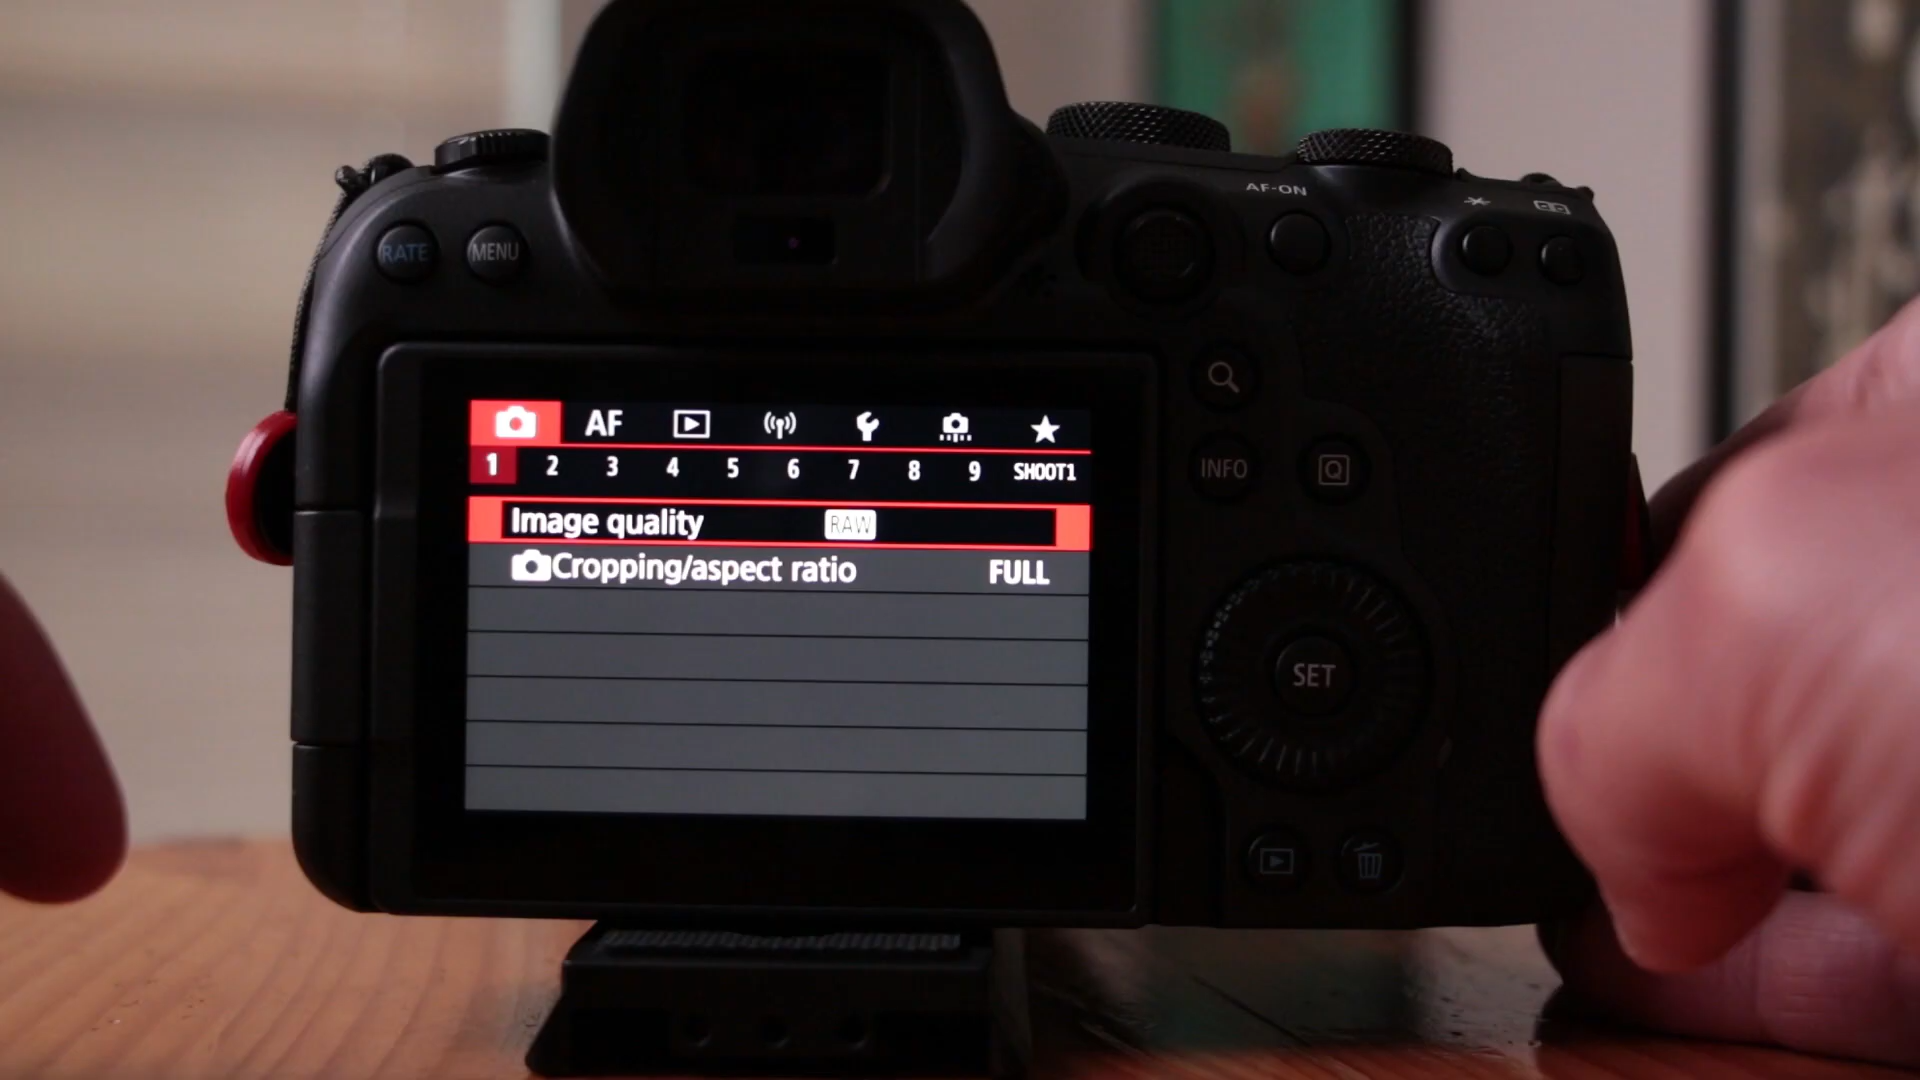 AF-ON
RATE
MENU
AF
1 2 3 4 5 6 7 8 9 SHOOT1
INFO
Q
Image quality RAW
Cropping/aspect ratio FULL
SET